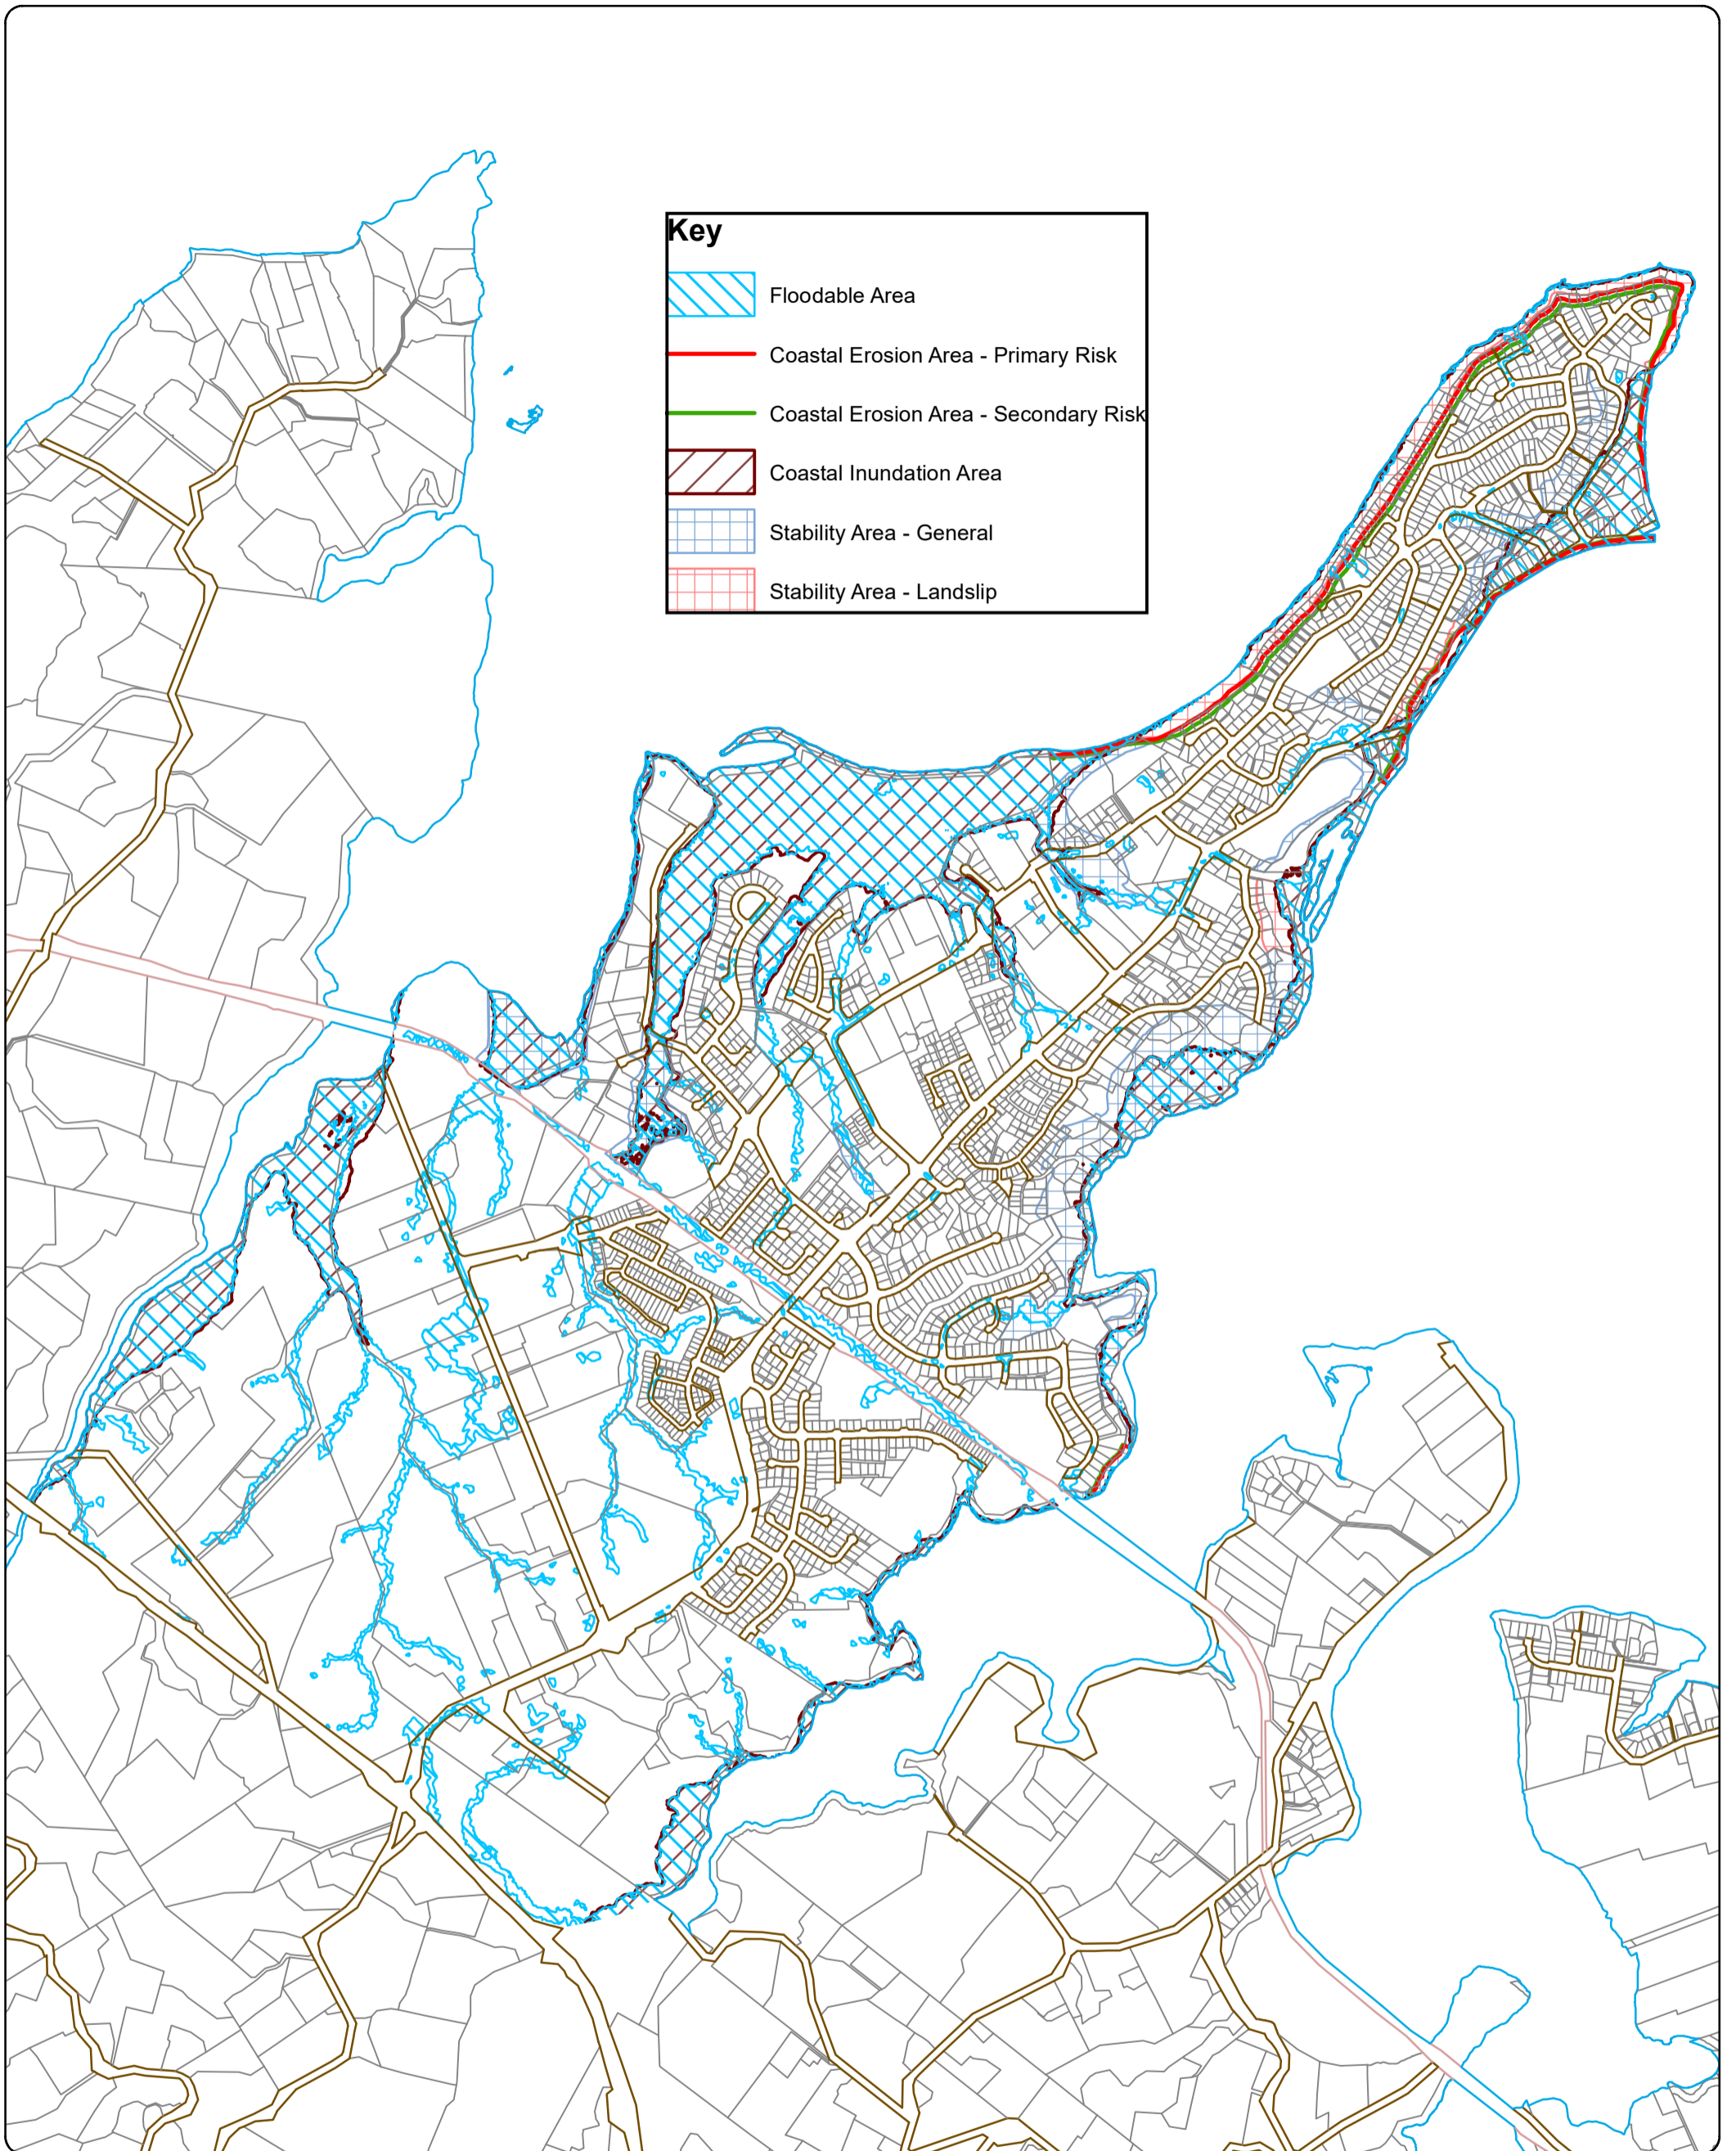 Key
Floodable Area
Coastal Erosion Area - Primary Risk
Coastal Erosion Area - Secondary Risk
Coastal Inundation Area
Stability Area - General
Stability Area - Landslip